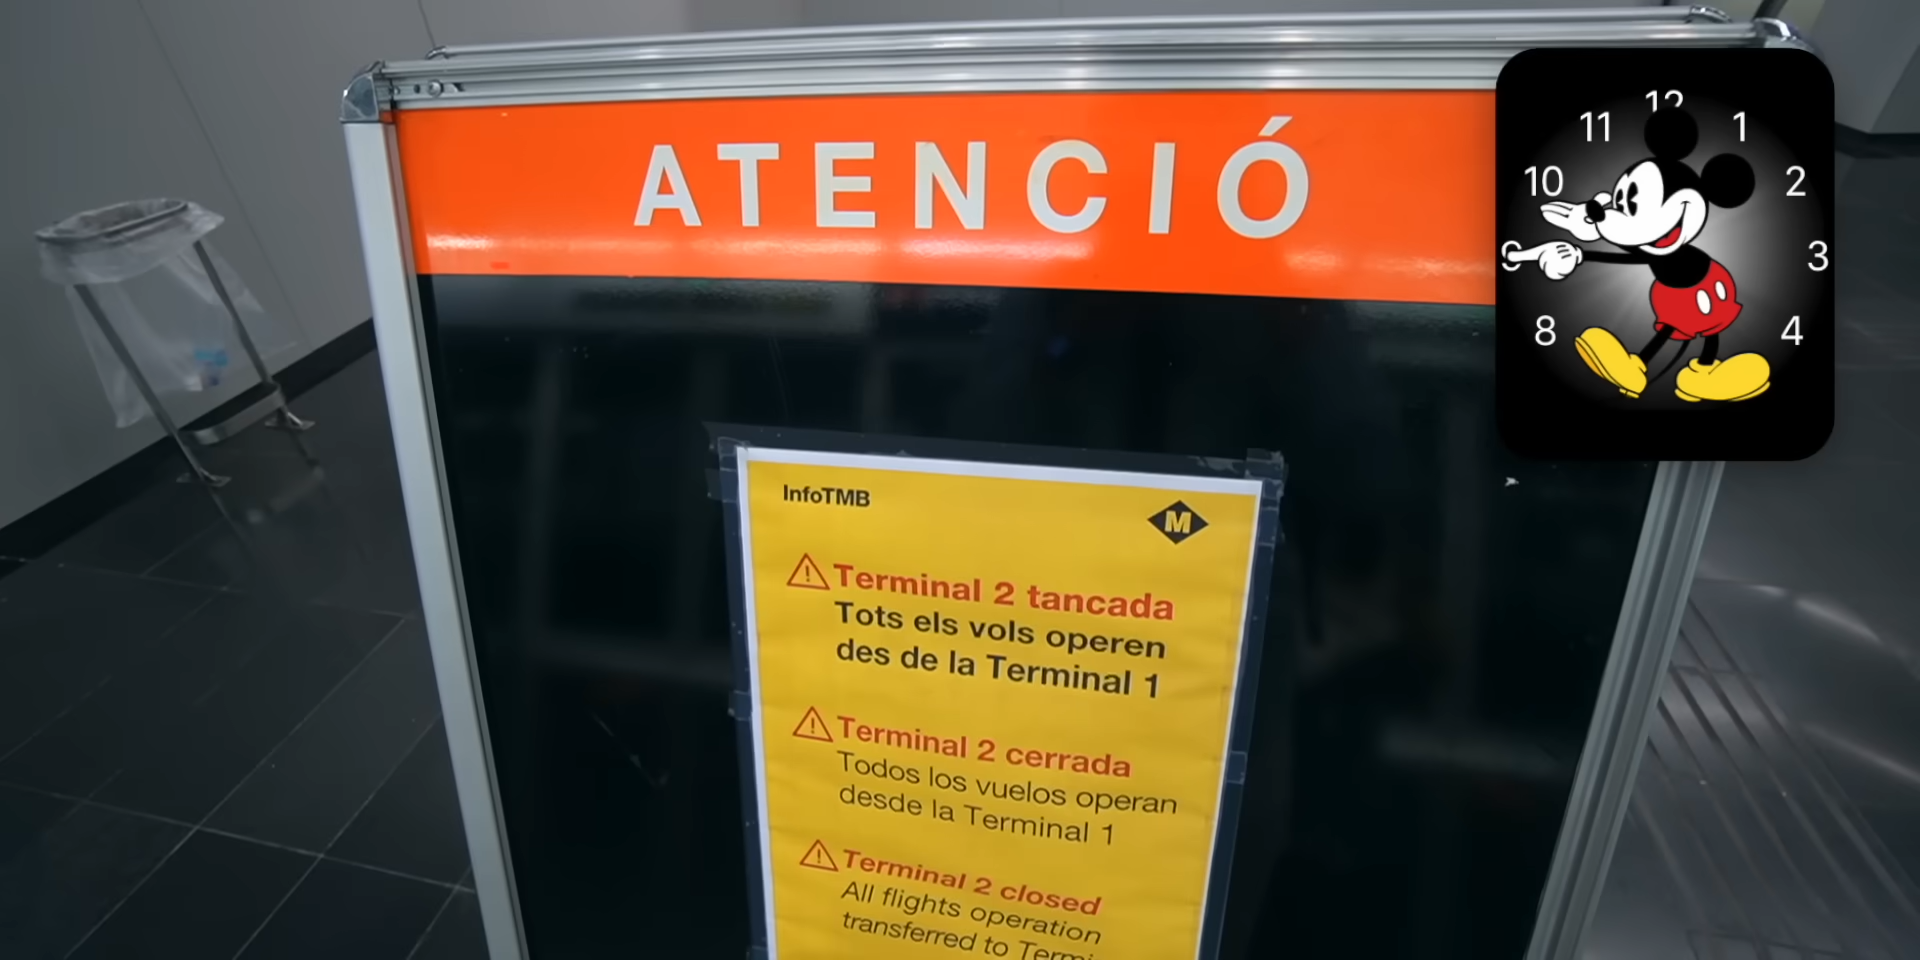 ATENCIÓ
12
11
1
10
2
9
3
8
4
InfoTMB
M
Terminal 2 tancada
Tots els vols operen
des de la Terminal 1
Terminal 2 cerrada
Todos los vuelos operan
desde la Terminal 1
Terminal 2 closed
All flights operation
transferred to